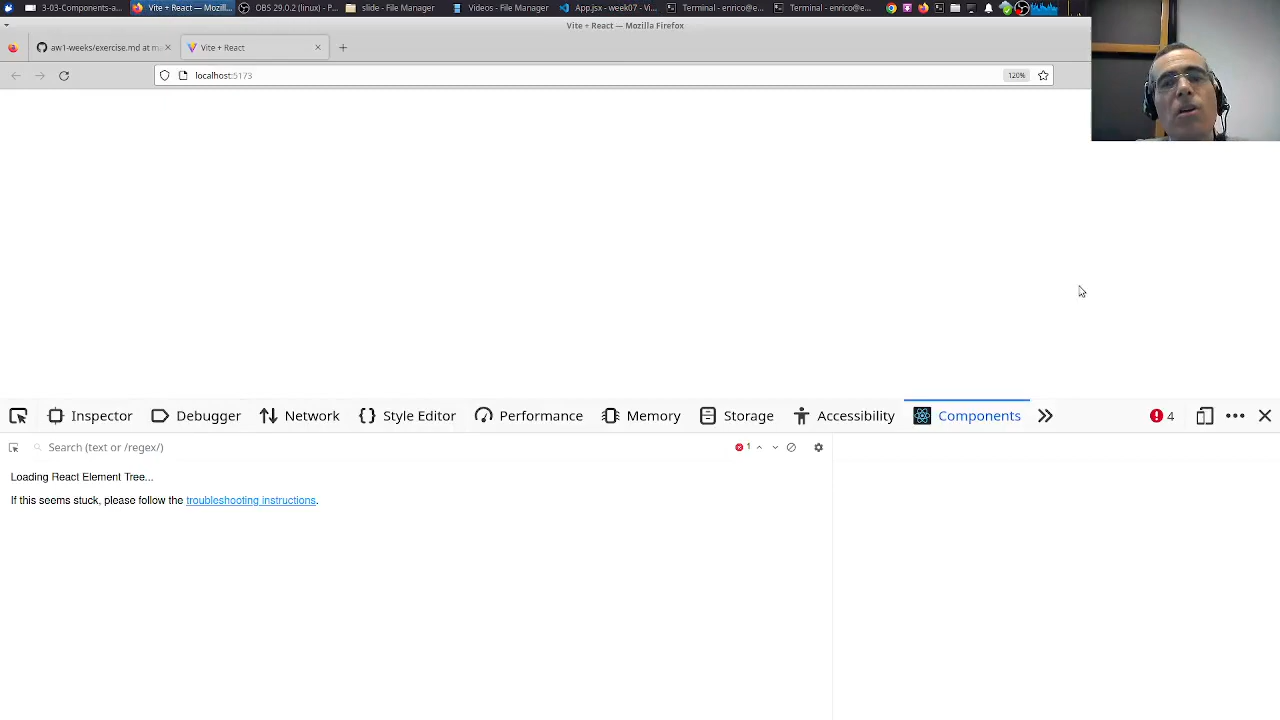 3-03-Components-a...
Vite + React — Mozil...
OBS 29.0.2 (linux) - P...
slide - File Manager
Videos - File Manager
App.jsx - week07 - Vi...
Terminal - enrico@e...
Terminal - enrico@e...
Vite + React — Mozilla Firefox
aw1-weeks/exercise.md at ma
Vite + React
localhost:5173
120%
Inspector
Debugger
Network
Style Editor
Performance
Memory
Storage
Accessibility
Components
4
Search (text or /regex/)
1
Loading React Element Tree...
If this seems stuck, please follow the troubleshooting instructions.